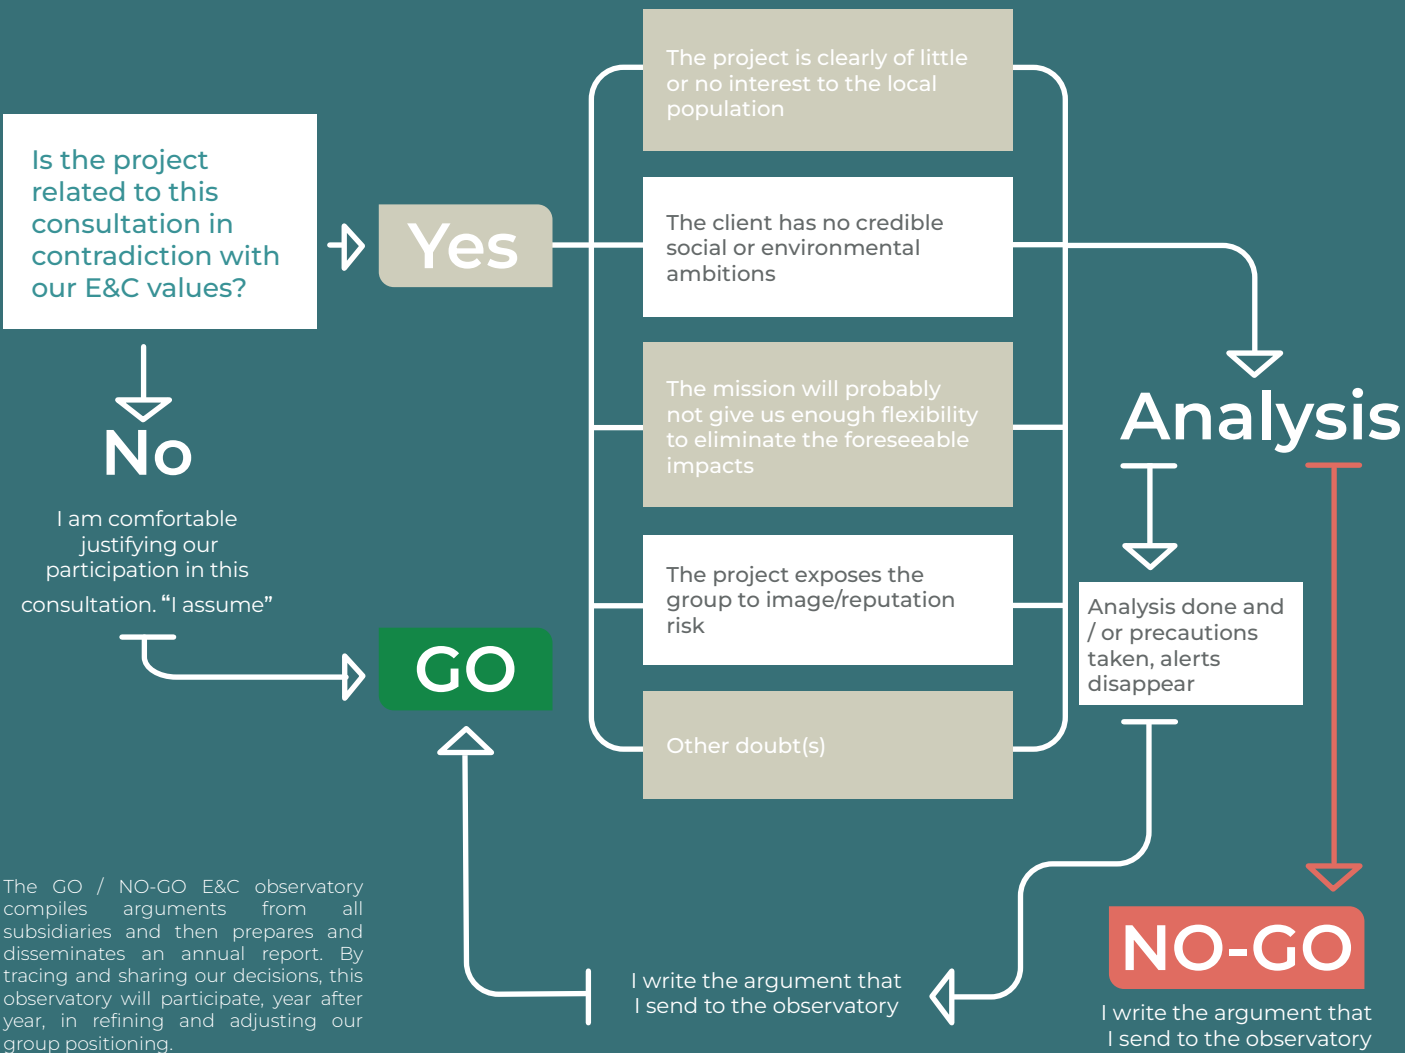 Is the project
related to this
consultation in
contradiction with
our E&C values?
Yes
The project is clearly of little
or no interest to the local
population
The client has no credible
social or environmental
ambitions
The mission will probably
not give us enough flexibility
to eliminate the foreseeable
impacts
The project exposes the
group to image/reputation
risk
Other doubt(s)
Analysis
Analysis done and
/ or precautions
taken, alerts
disappear
No
I am comfortable
justifying our
participation in this
consultation. “I assume”
GO
I write the argument that
I send to the observatory
NO-GO
I write the argument that
I send to the observatory
The GO / NO-GO E&C observatory
compiles arguments from all
subsidiaries and then prepares and
disseminates an annual report. By
tracing and sharing our decisions, this
observatory will participate, year after
year, in refining and adjusting our
group positioning.